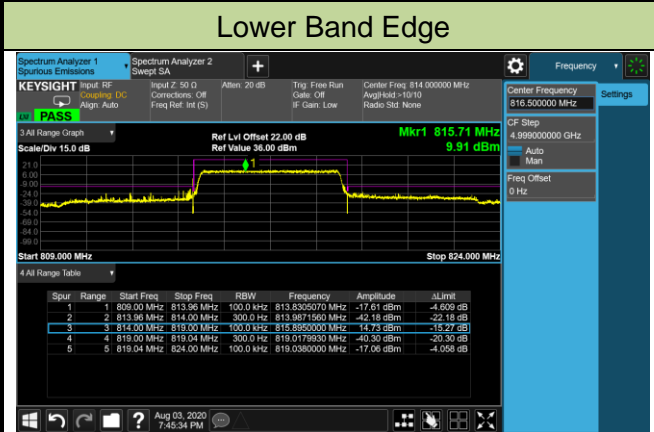 Lower Band Edge
Spectrum Analyzer 1
Spurious Emissions
Spectrum Analyzer 2
Swept SA
Frequency
KEYSIGHT
Input: RF
Coupling: DC
Align: Auto
Input Z: 50 Ω
Corrections: Off
Freq Ref: Int (S)
Atten: 20 dB
Trig: Free Run
Gate: Off
IF Gain: Low
Center Freq: 814.000000 MHz
Avg|Hold:>10/10
Radio Std: None
PASS
Center Frequency
816.500000 MHz
Settings
CF Step
4.999000000 GHz
Auto
Man
Freq Offset
0 Hz
3 All Range Graph
Scale/Div 15.0 dB
Ref Lvl Offset 22.00 dB
Ref Value 36.00 dBm
Mkr1 815.71 MHz
9.91 dBm
1
21.0
6.00
-9.00
-24.0
-39.0
-54.0
-69.0
-84.0
-99.0
Start 809.000 MHz Stop 824.000 MHz
4 All Range Table
Spur Range Start Freq Stop Freq RBW Frequency Amplitude ΔLimit
1 1 809.00 MHz 813.96 MHz 100.0 kHz 813.8305070 MHz -17.61 dBm -4.609 dB
2 2 813.96 MHz 814.00 MHz 300.0 Hz 813.9871560 MHz -42.18 dBm -22.18 dB
3 3 814.00 MHz 819.00 MHz 100.0 kHz 815.8950000 MHz 14.73 dBm -15.27 dB
4 4 819.00 MHz 819.04 MHz 300.0 Hz 819.0179930 MHz -40.30 dBm -20.30 dB
5 5 819.04 MHz 824.00 MHz 100.0 kHz 819.0380000 MHz -17.06 dBm -4.058 dB
Aug 03, 2020
7:45:34 PM